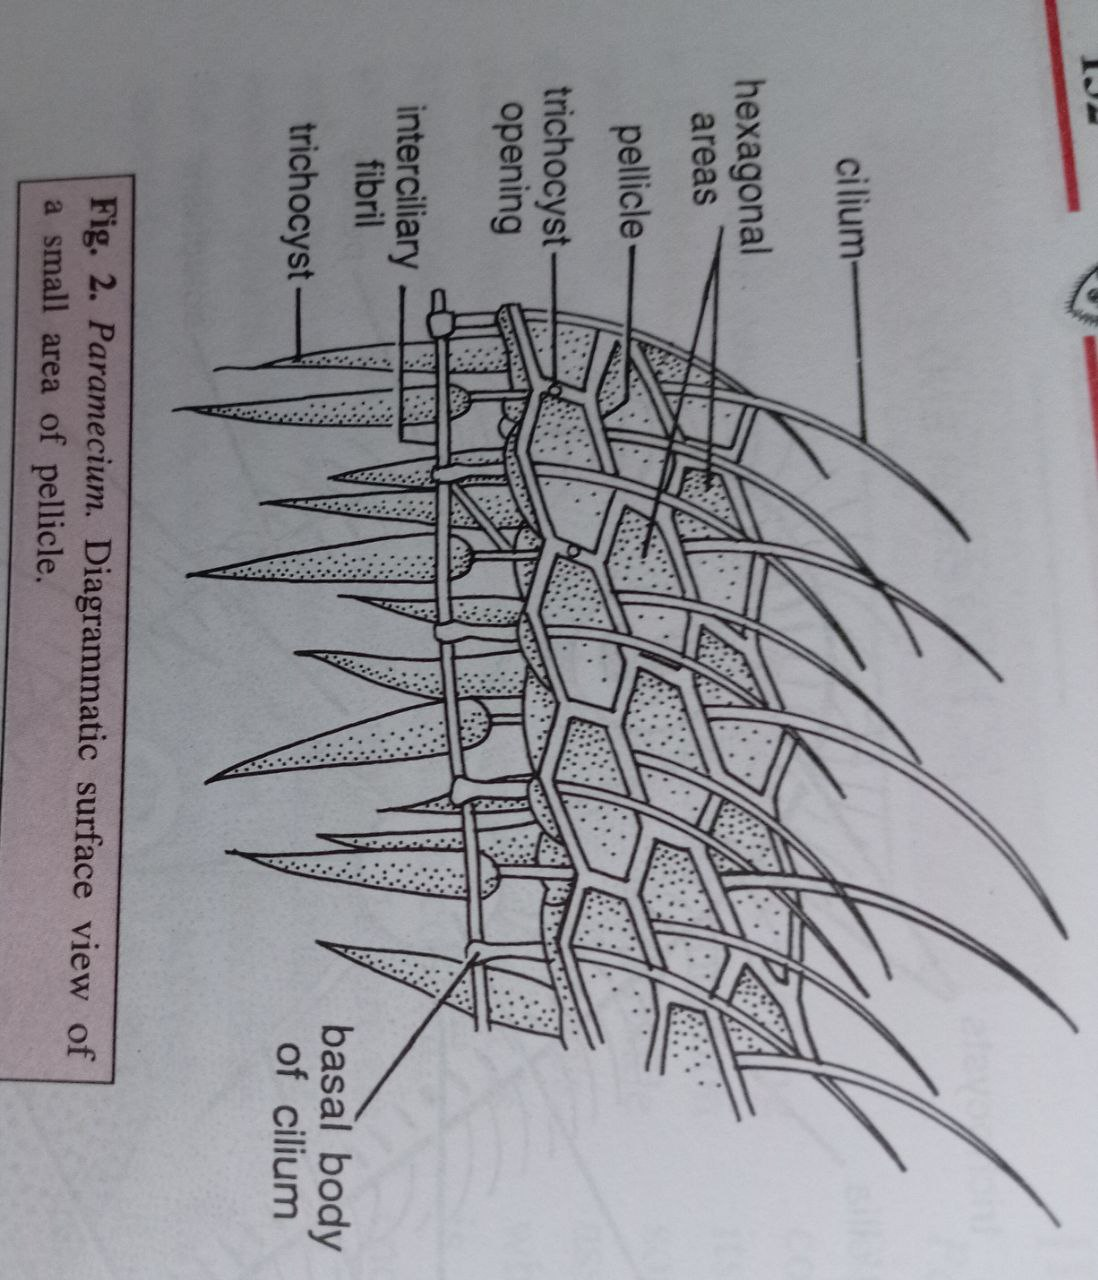 152
cilium
hexagonal
areas
pellicle
trichocyst
opening
interciliary
fibril
trichocyst
basal body
of cilium
Fig. 2. Paramecium. Diagrammatic surface view of
a small area of pellicle.